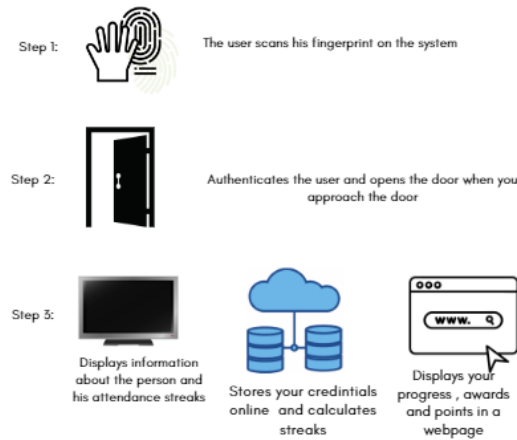 Step 1:
The user scans his fingerprint on the system
Step 2:
Authenticates the user and opens the door when you
approach the door
Step 3:
Displays information
about the person and
his attendance streaks
Stores your credintials
online and calculates
streaks
www.
Displays your
progress , awards
and points in a
webpage